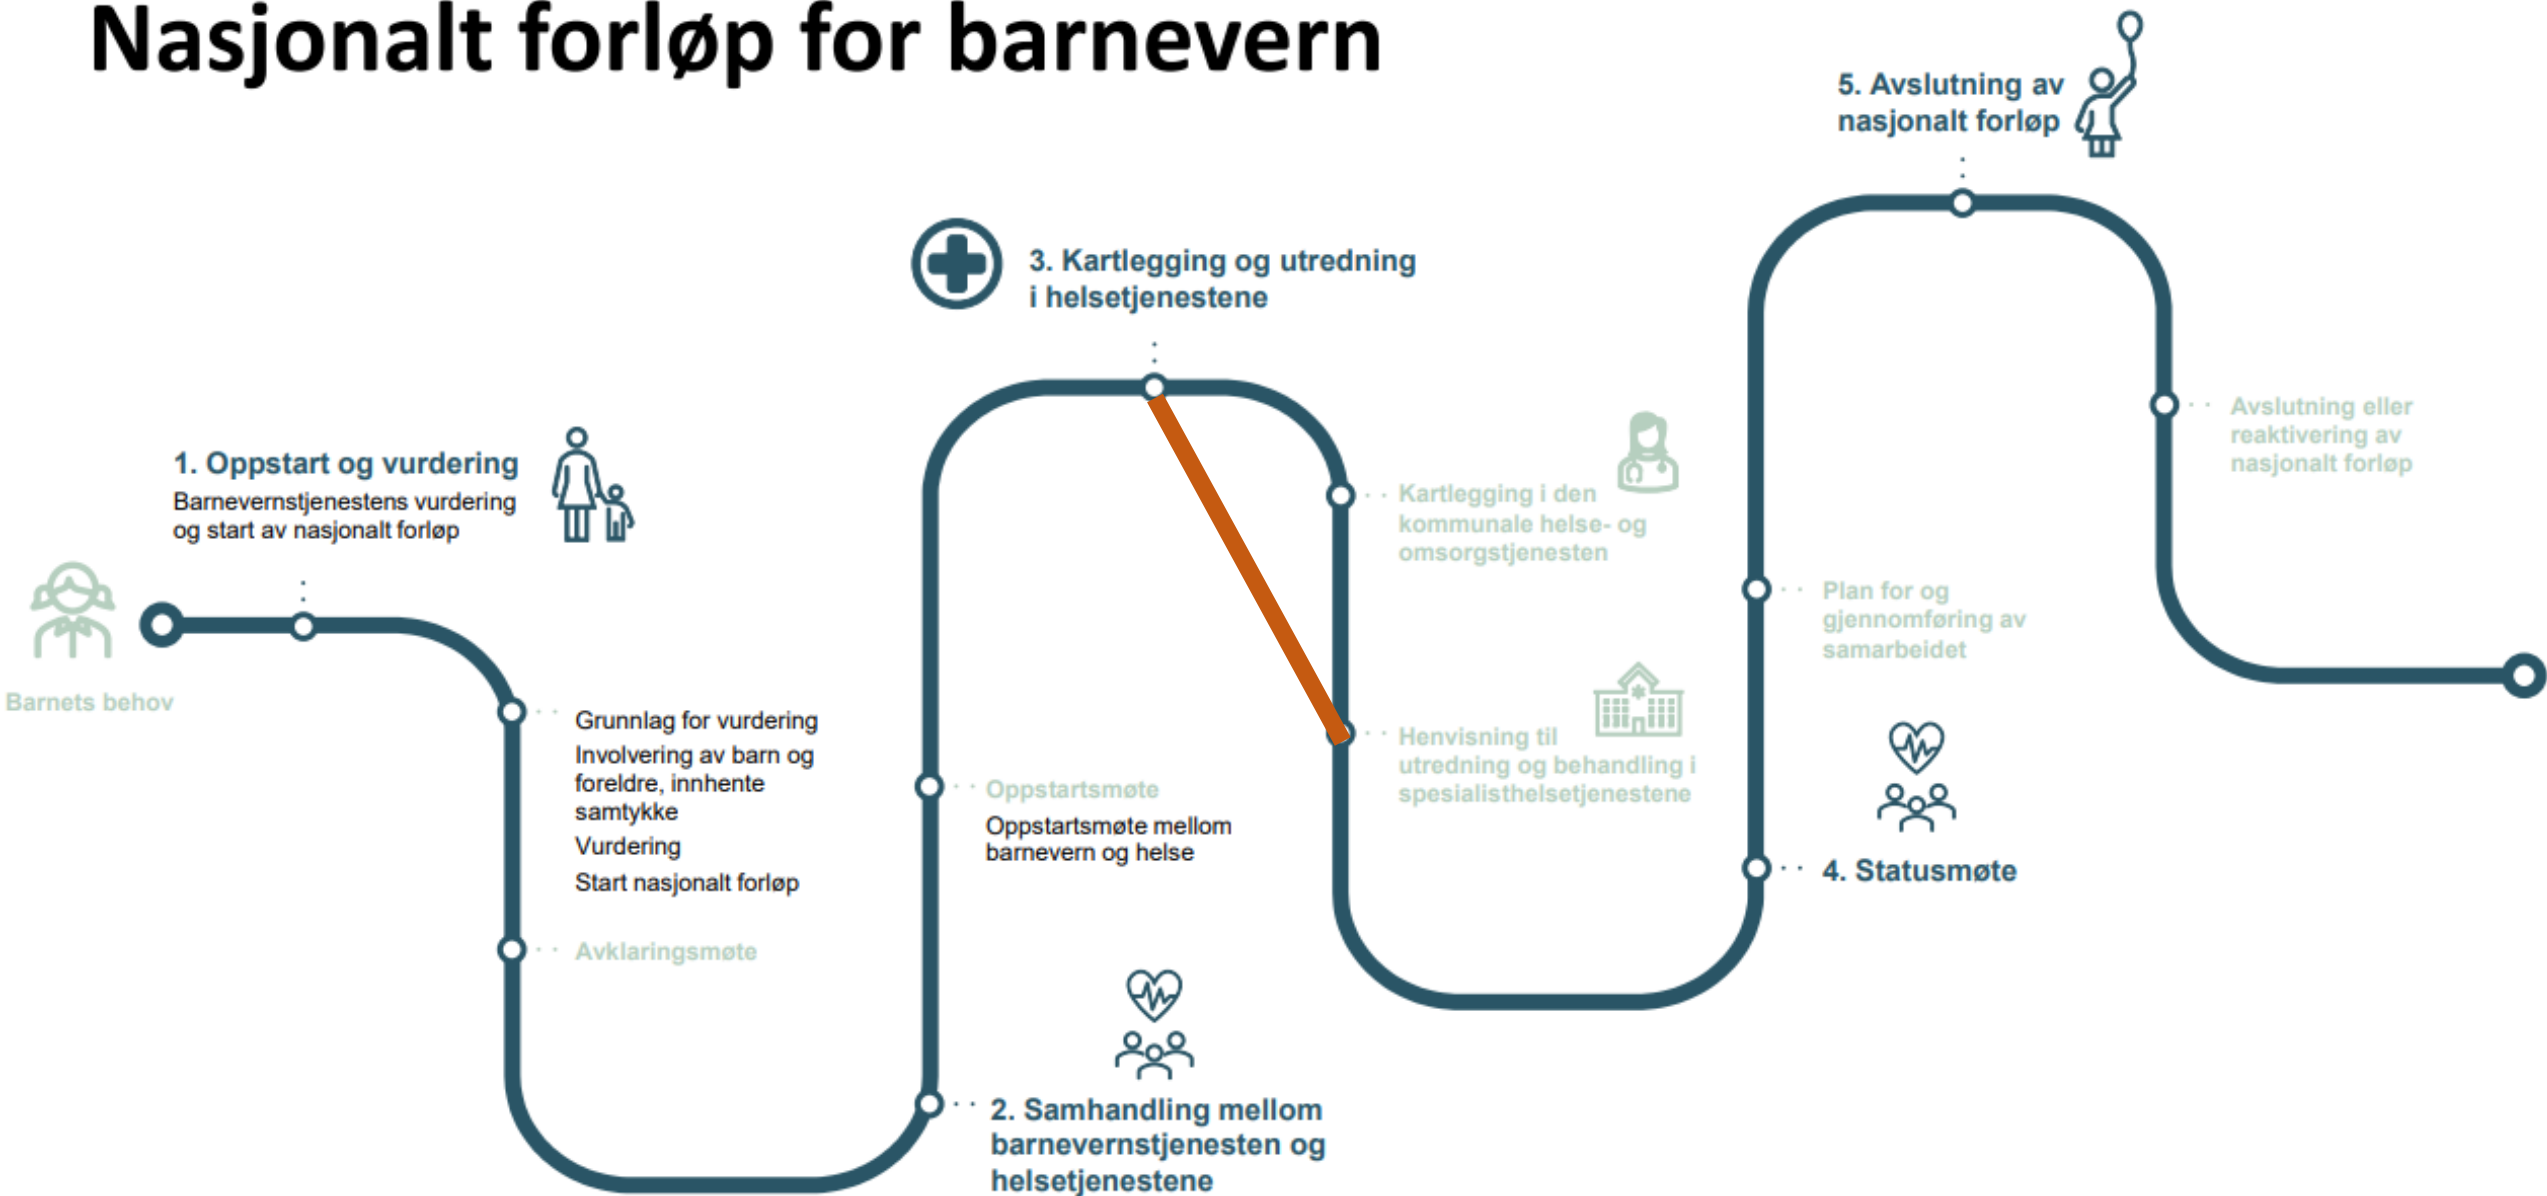 Nasjonalt forløp for barnevern
1. Oppstart og vurdering
Barnevernstjenestens vurdering
og start av nasjonalt forløp
Barnets behov
Grunnlag for vurdering
Involvering av barn og
foreldre, innhente
samtykke
Vurdering
Start nasjonalt forløp
Avklaringsmøte
2. Samhandling mellom
barnevernstjenesten og
helsetjenestene
Oppstartsmøte
Oppstartsmøte mellom
barnevern og helse
3. Kartlegging og utredning
i helsetjenestene
Kartlegging i den
kommunale helse- og
omsorgstjenesten
Henvisning til
utredning og behandling i
spesialisthelsetjenestene
4. Statusmøte
Plan for og
gjennomføring av
samarbeidet
5. Avslutning av
nasjonalt forløp
Avslutning eller
reaktivering av
nasjonalt forløp